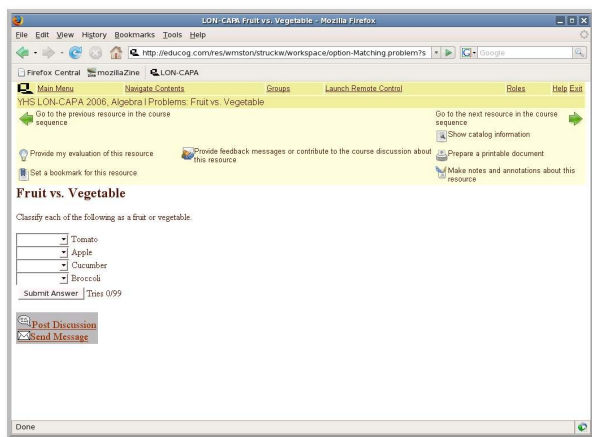 LON-CAPA Fruit vs. Vegetable - Mozilla Firefox
File Edit View History Bookmarks Tools Help
http://educog.com/res/wmston/struckw/workspace/option-Matching.problem?s Google
Firefox Central mozillaZine LON-CAPA
Main Menu Navigate Contents Groups Launch Remote Control Roles Help Exit
YHS LON-CAPA 2006, Algebra I Problems: Fruit vs. Vegetable
Go to the previous resource in the course
sequence
Go to the next resource in the course
sequence
Show catalog information
Provide my evaluation of this resource
Provide feedback messages or contribute to the course discussion about
this resource
Prepare a printable document
Set a bookmark for this resource
Make notes and annotations about this
resource
Fruit vs. Vegetable
Classify each of the following as a fruit or vegetable.
Tomato
Apple
Cucumber
Broccoli
Submit Answer Tries 0/99
Post Discussion
Send Message
Done